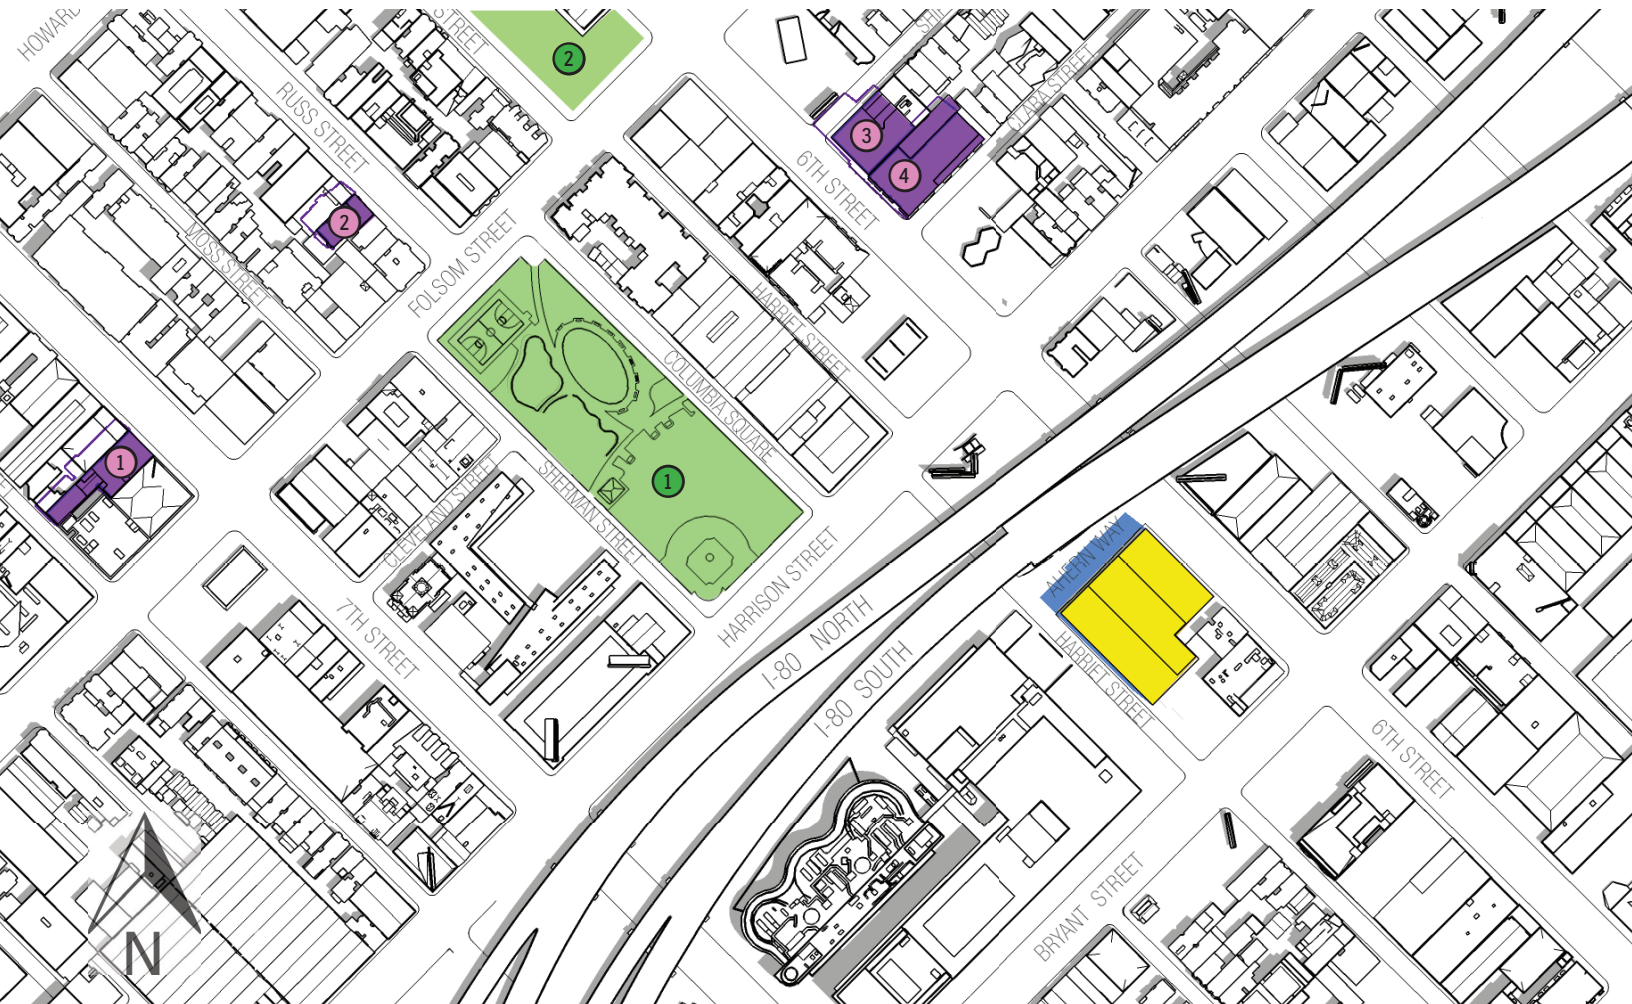 HOWARD
STREET
2
RUSS STREET
CLARA STREET
3
4
6TH STREET
2
MOSS STREET
FOLSOM STREET
HARRIET STREET
COLUMBIA SQUARE
1
1
CLEVELAND STREET
SHERMAN STREET
HARRISON STREET
AHERN WAY
7TH STREET
I-80 NORTH
I-80 SOUTH
HARRIET STREET
6TH STREET
BRYANT STREET
N